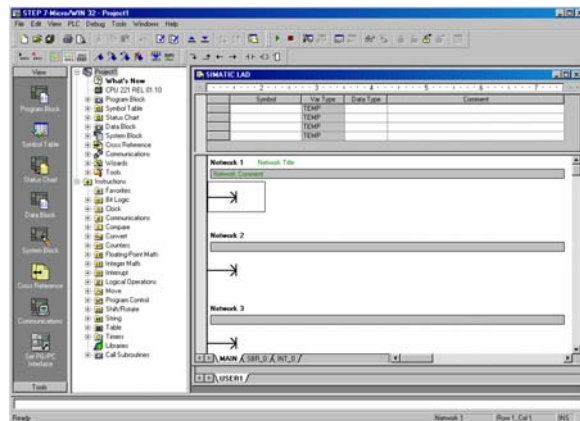 STEP 7-Micro/WIN 32 - Project1
File Edit View PLC Debug Tools Windows Help
View
Program Block
Symbol Table
Status Chart
Data Block
System Block
Cross Reference
Communications
Set PG/PC Interface
Tools
Project1
What's New
CPU 221 REL 01.10
Program Block
Symbol Table
Status Chart
Data Block
System Block
Cross Reference
Communications
Wizards
Tools
Instructions
Favorites
Bit Logic
Clock
Communications
Compare
Convert
Counters
Floating-Point Math
Integer Math
Interrupt
Logical Operations
Move
Program Control
Shift/Rotate
String
Table
Timers
Libraries
Call Subroutines
SIMATIC LAD
Symbol Var Type Data Type Comment
TEMP
TEMP
TEMP
TEMP
Network 1 Network Title
Network Comment
Network 2
Network 3
MAIN SBR_0 INT_0
USER1
Ready Network 1 Row 1, Col 1 INS